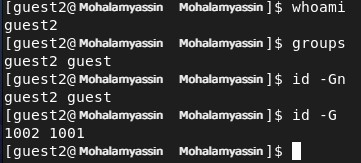 [guest2@Mohalamyassin Mohalamyassin]$ whoami
guest2
[guest2@Mohalamyassin Mohalamyassin]$ groups
guest2 guest
[guest2@Mohalamyassin Mohalamyassin]$ id -Gn
guest2 guest
[guest2@Mohalamyassin Mohalamyassin]$ id -G
1002 1001
[guest2@Mohalamyassin Mohalamyassin]$